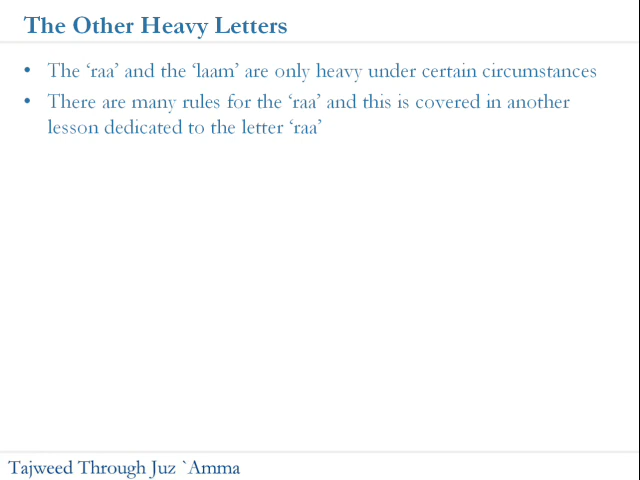 The Other Heavy Letters
• The ‘raa’ and the ‘laam’ are only heavy under certain circumstances
• There are many rules for the ‘raa’ and this is covered in another
lesson dedicated to the letter ‘raa’
Tajweed Through Juz `Amma